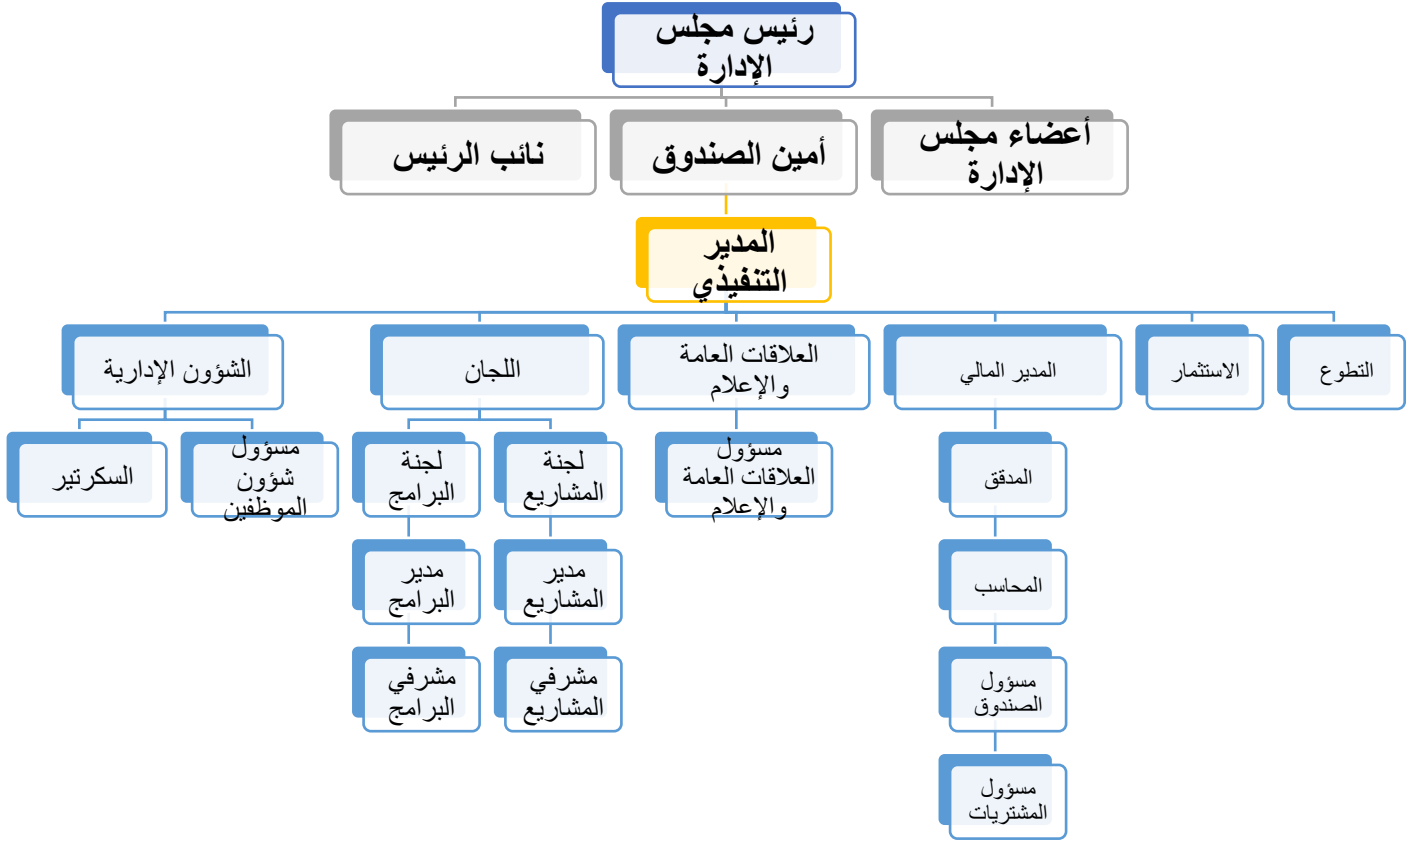 رئيس مجلس
الإدارة
أعضاء مجلس
الإدارة
أمين الصندوق
نائب الرئيس
المدير
التنفيذي
التطوع
الاستثمار
المدير المالي
العلاقات العامة
والإعلام
اللجان
الشؤون الإدارية
المدقق
مسؤول
العلاقات العامة
والإعلام
لجنة
المشاريع
لجنة
البرامج
مسؤول
شؤون
الموظفين
السكرتير
المحاسب
مدير
المشاريع
مدير
البرامج
مسؤول
الصندوق
مشرفي
المشاريع
مشرفي
البرامج
مسؤول
المشتريات